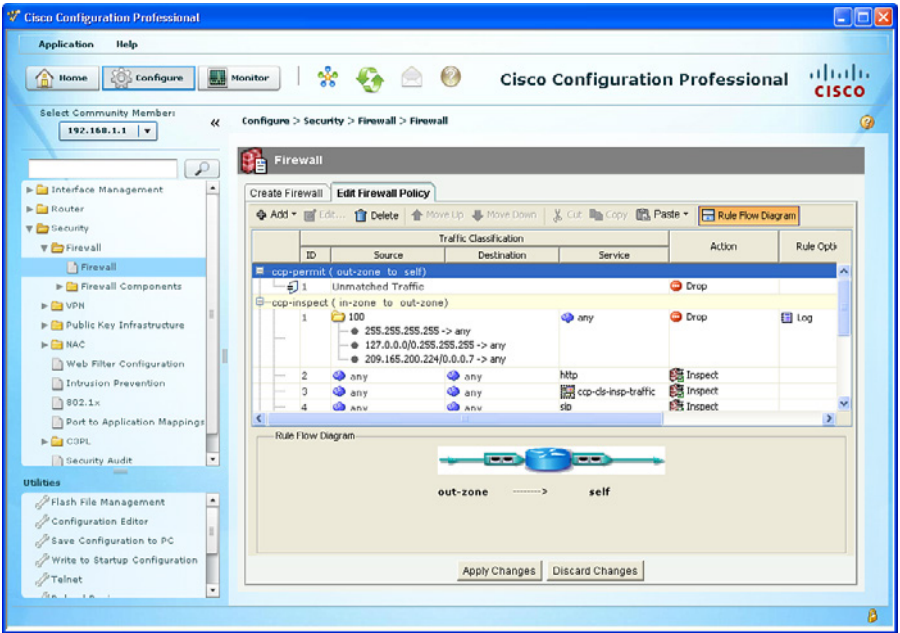 Cisco Configuration Professional
Application Help
Home Configure Monitor
Cisco Configuration Professional
CISCO
Select Community Member:
192.168.1.1
Configure > Security > Firewall > Firewall
Interface Management
Router
Security
Firewall
Firewall
Firewall Components
VPN
Public Key Infrastructure
NAC
Web Filter Configuration
Intrusion Prevention
802.1x
Port to Application Mappings
C3PL
Security Audit
Utilities
Flash File Management
Configuration Editor
Save Configuration to PC
Write to Startup Configuration
Telnet
Firewall
Create Firewall Edit Firewall Policy
Add Edit... Delete Move Up Move Down Cut Copy Paste Rule Flow Diagram
Traffic Classification
ID Source Destination Service Action Rule Optio
ccp-permit ( out-zone to self)
1 Unmatched Traffic Drop
ccp-inspect ( in-zone to out-zone)
1 100 any Drop Log
255.255.255.255 -> any
127.0.0.0/0.255.255.255 -> any
209.165.200.224/0.0.0.7 -> any
2 any any http Inspect
3 any any ccp-cls-insp-traffic Inspect
4 any any sip Inspect
Rule Flow Diagram
out-zone -------> self
Apply Changes Discard Changes